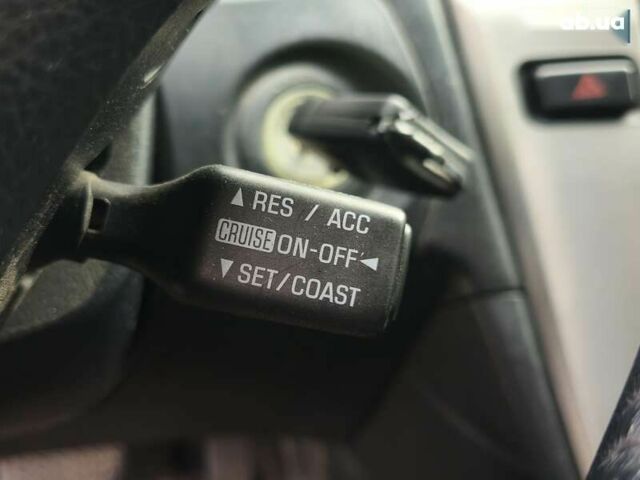 ab.ua
▲ RES / ACC
CRUISE ON-OFF ◄
▼ SET/COAST